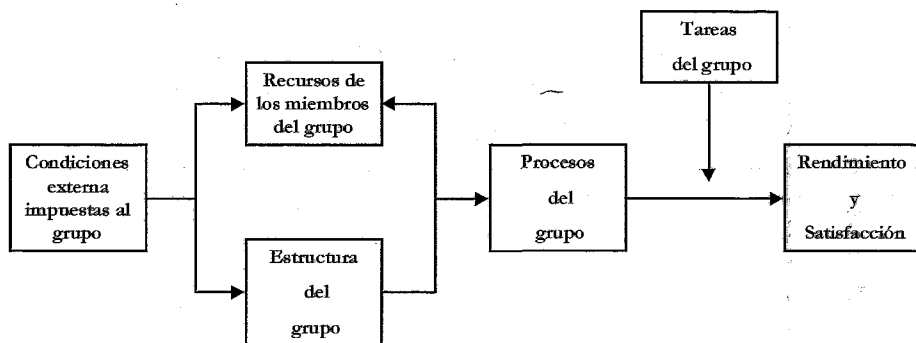 Tareas
del grupo
Recursos de
los miembros
del grupo
Condiciones
externa
impuestas al
grupo
Procesos
del
grupo
Rendimiento
y
Satisfacción
Estructura
del
grupo